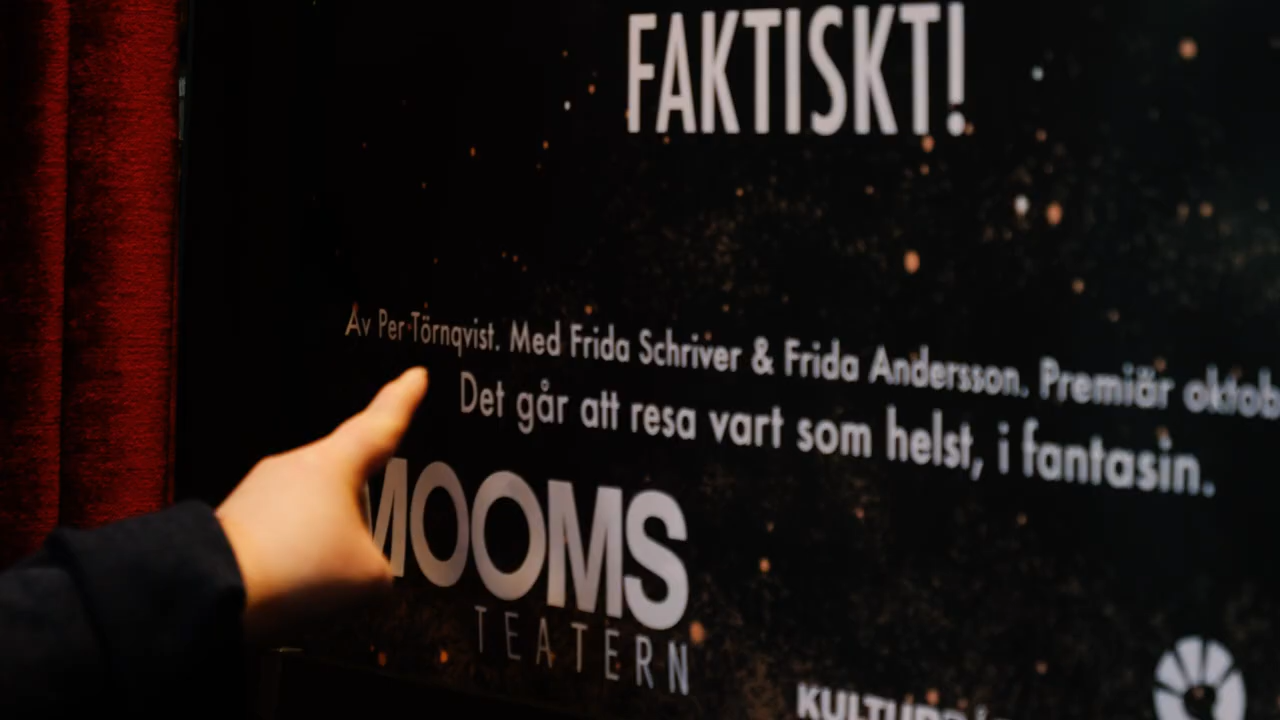 FAKTISKT!
Av Per Törnqvist. Med Frida Schriver & Frida Andersson. Premiär oktob
Det går att resa vart som helst, i fantasin.
MOOMS
TEATERN